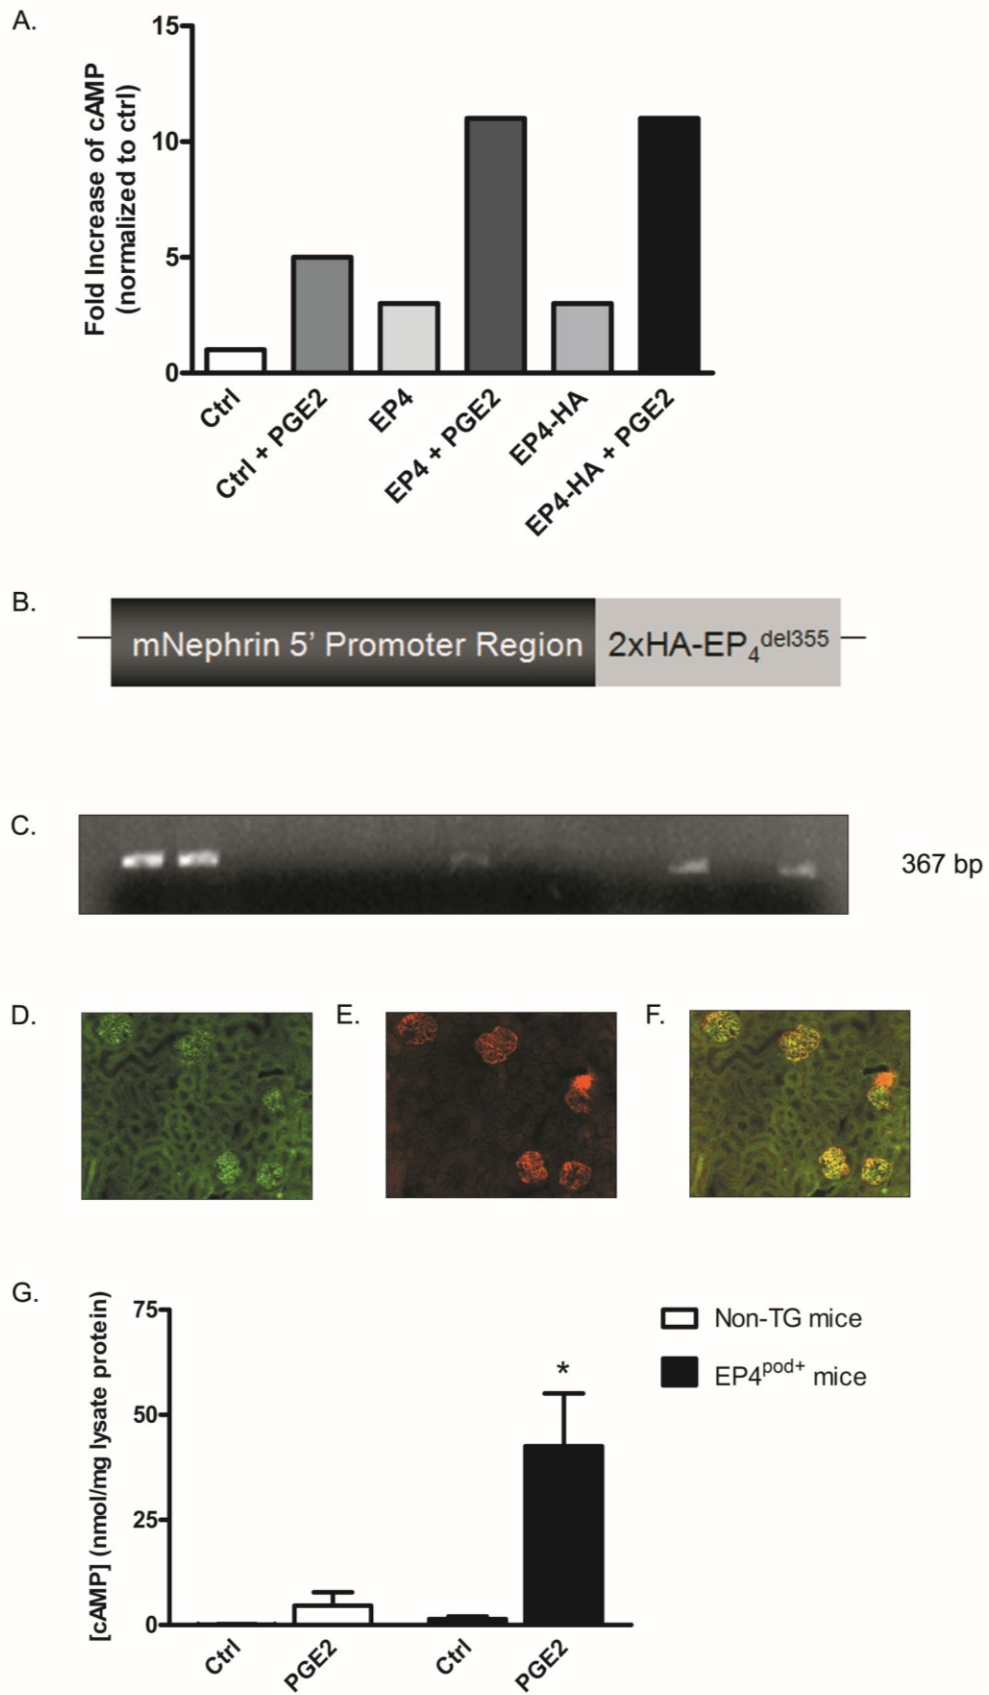 A.
Fold Increase of cAMP
(normalized to ctrl)
15
10
5
0
Ctrl
Ctrl + PGE2
EP4
EP4 + PGE2
EP4-HA
EP4-HA + PGE2
B.
mNephrin 5’ Promoter Region
2xHA-EP4del355
C.
367 bp
D.
E.
F.
G.
[cAMP] (nmol/mg lysate protein)
75
50
25
0
*
Ctrl
PGE2
Ctrl
PGE2
Non-TG mice
EP4pod+ mice